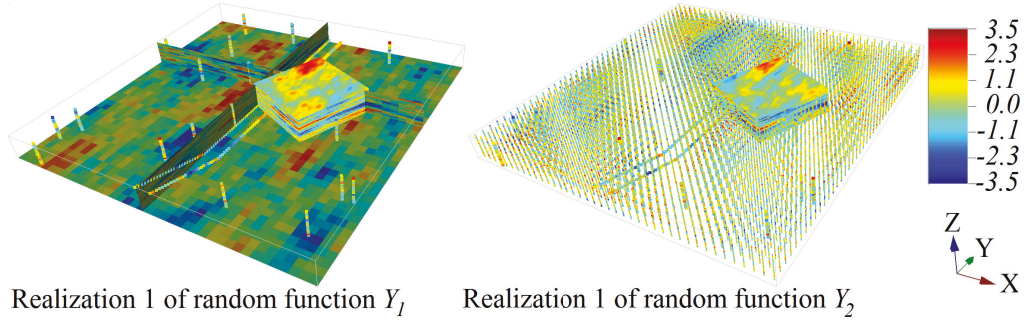 3.5
2.3
1.1
0.0
-1.1
-2.3
-3.5
Z
Y
X
Realization 1 of random function Y₁
Realization 1 of random function Y₂